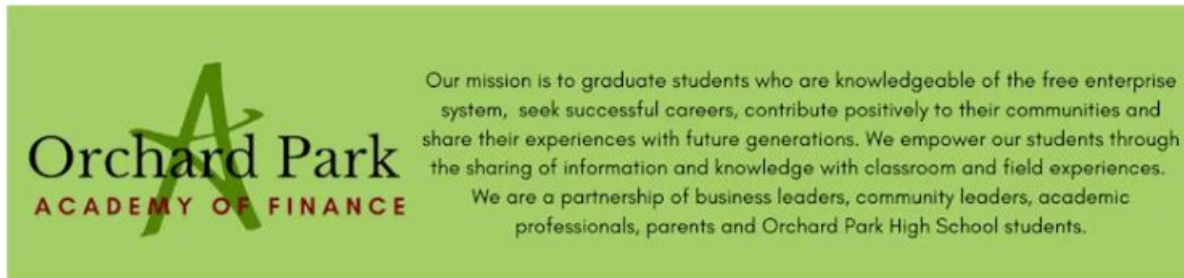 Orchard Park
ACADEMY OF FINANCE
Our mission is to graduate students who are knowledgeable of the free enterprise
system, seek successful careers, contribute positively to their communities and
share their experiences with future generations. We empower our students through
the sharing of information and knowledge with classroom and field experiences.
We are a partnership of business leaders, community leaders, academic
professionals, parents and Orchard Park High School students.